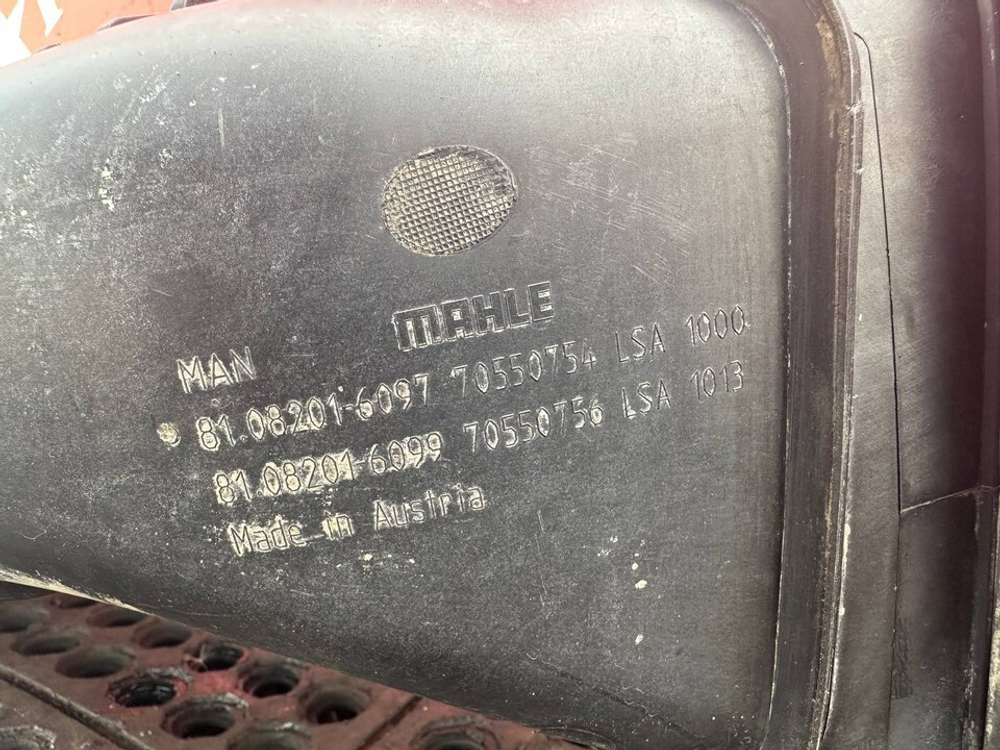 MAHLE
MAN
81.08201-6097 70550754 LSA 1000
81.08201-6099 70550756 LSA 1013
Made in Austria